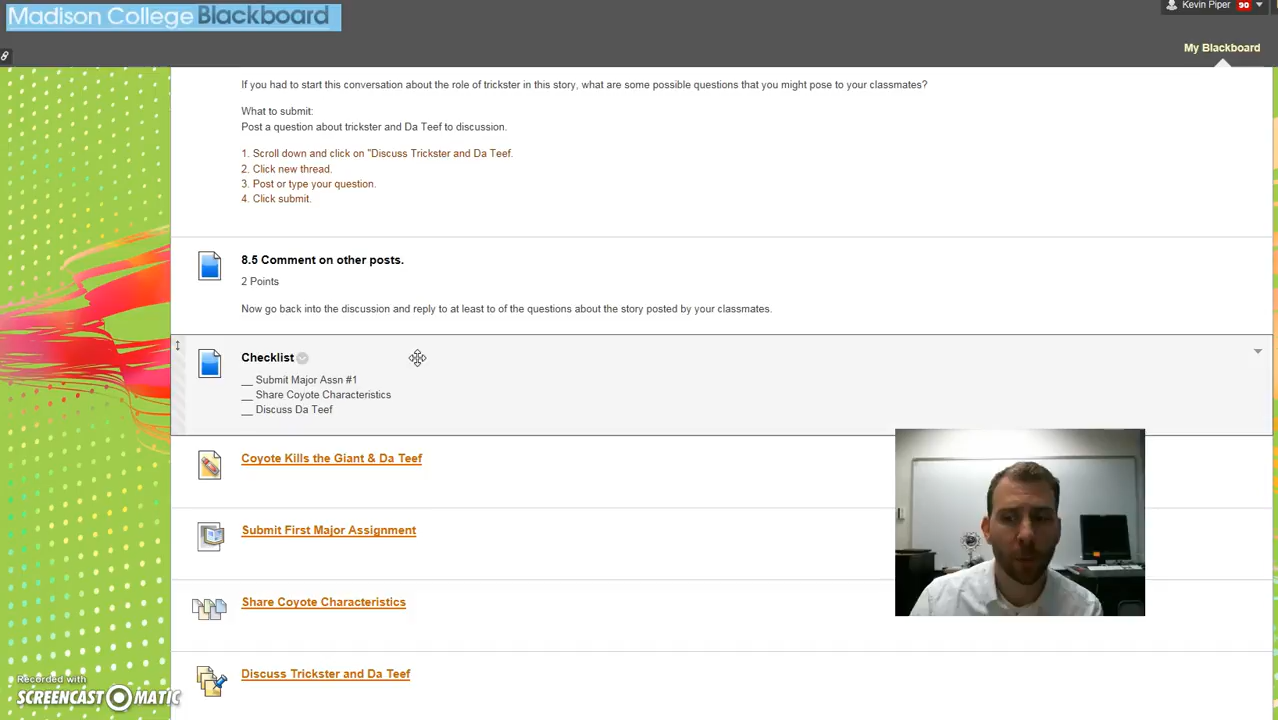 Madison College Blackboard
Kevin Piper 90
My Blackboard
If you had to start this conversation about the role of trickster in this story, what are some possible questions that you might pose to your classmates?
What to submit:
Post a question about trickster and Da Teef to discussion.
1. Scroll down and click on "Discuss Trickster and Da Teef.
2. Click new thread.
3. Post or type your question.
4. Click submit.
8.5 Comment on other posts.
2 Points
Now go back into the discussion and reply to at least to of the questions about the story posted by your classmates.
Checklist
__ Submit Major Assn #1
__ Share Coyote Characteristics
__ Discuss Da Teef
Coyote Kills the Giant & Da Teef
Submit First Major Assignment
Share Coyote Characteristics
Discuss Trickster and Da Teef
Recorded with
SCREENCAST-O-MATIC